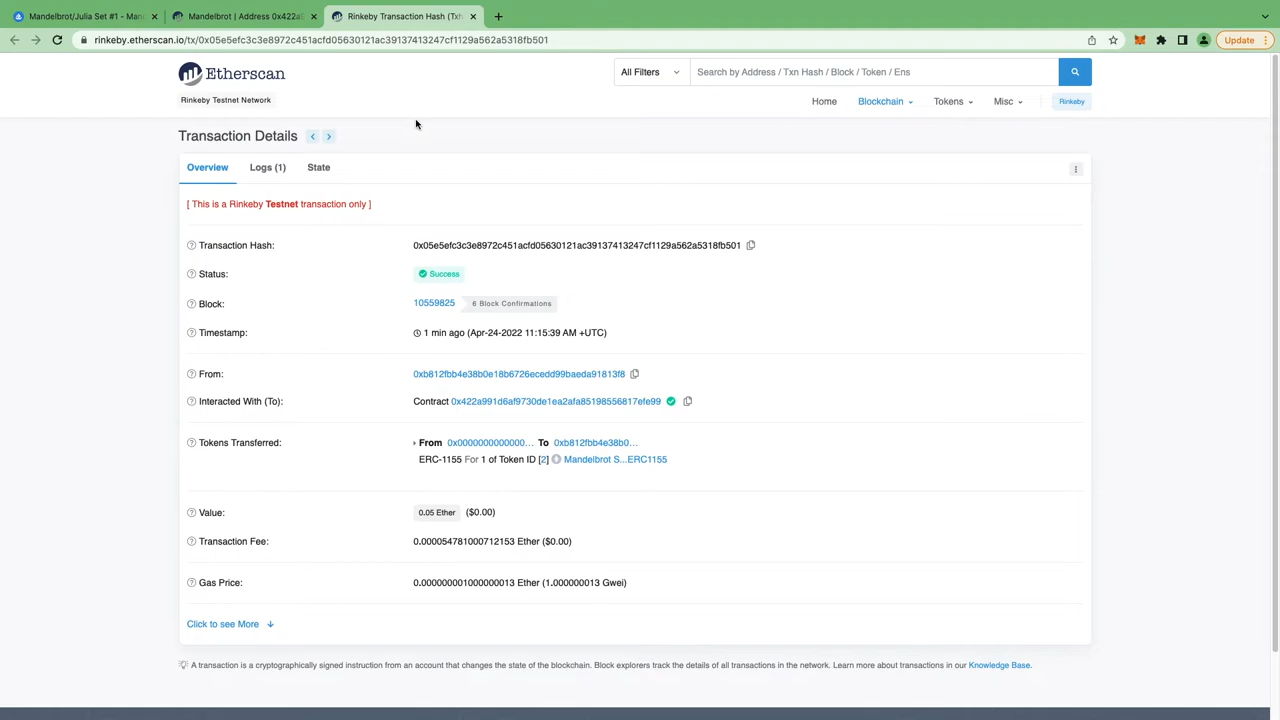 Mandelbrot/Julia Set #1 - Man
Mandelbrot | Address 0x422a
Rinkeby Transaction Hash (Txh
rinkeby.etherscan.io/tx/0x05e5efc3c3e8972c451acfd05630121ac39137413247cf1129a562a5318fb501
Update
Etherscan
All Filters
Search by Address / Txn Hash / Block / Token / Ens
Rinkeby Testnet Network
Home
Blockchain
Tokens
Misc
Rinkeby
Transaction Details
Overview
Logs (1)
State
[ This is a Rinkeby Testnet transaction only ]
Transaction Hash: 0x05e5efc3c3e8972c451acfd05630121ac39137413247cf1129a562a5318fb501
Status: Success
Block: 10559825 6 Block Confirmations
Timestamp: 1 min ago (Apr-24-2022 11:15:39 AM +UTC)
From: 0xb812fbb4e38b0e18b6726ecedd99baeda91813f8
Interacted With (To): Contract 0x422a991d6af9730de1ea2afa85198556817efe99
Tokens Transferred: From 0x0000000000000... To 0xb812fbb4e38b0...
ERC-1155 For 1 of Token ID [2] Mandelbrot S...ERC1155
Value: 0.05 Ether ($0.00)
Transaction Fee: 0.000054781000712153 Ether ($0.00)
Gas Price: 0.000000001000000013 Ether (1.000000013 Gwei)
Click to see More
A transaction is a cryptographically signed instruction from an account that changes the state of the blockchain. Block explorers track the details of all transactions in the network. Learn more about transactions in our Knowledge Base.